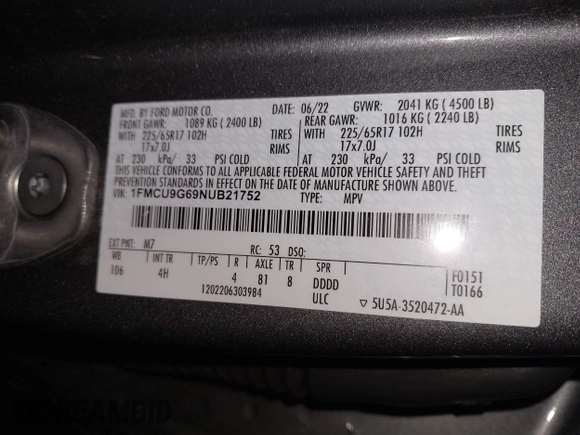 MFD. BY FORD MOTOR CO. DATE: 06/22 GVWR: 2041 KG ( 4500 LB)
FRONT GAWR: 1089 KG ( 2400 LB) REAR GAWR: 1016 KG ( 2240 LB)
WITH 225/65R17 102H TIRES WITH 225/65R17 102H TIRES
17x7.0J RIMS 17x7.0J RIMS
AT 230 kPa/ 33 PSI COLD AT 230 kPa/ 33 PSI COLD
THIS VEHICLE CONFORMS TO ALL APPLICABLE FEDERAL MOTOR VEHICLE SAFETY AND THEFT
PREVENTION STANDARDS IN EFFECT ON THE DATE OF MANUFACTURE SHOWN ABOVE.
VIN: 1FMCU9G69NUB21752 TYPE: MPV
EXT PNT: M7 RC: 53 DSO:
WB INT TR TP/PS R AXLE TR SPR F0151
106 4H 4 81 8 DDDD T0166
1202206303984 ULC ▽ 5U5A-3520472-AA
DREAMBID